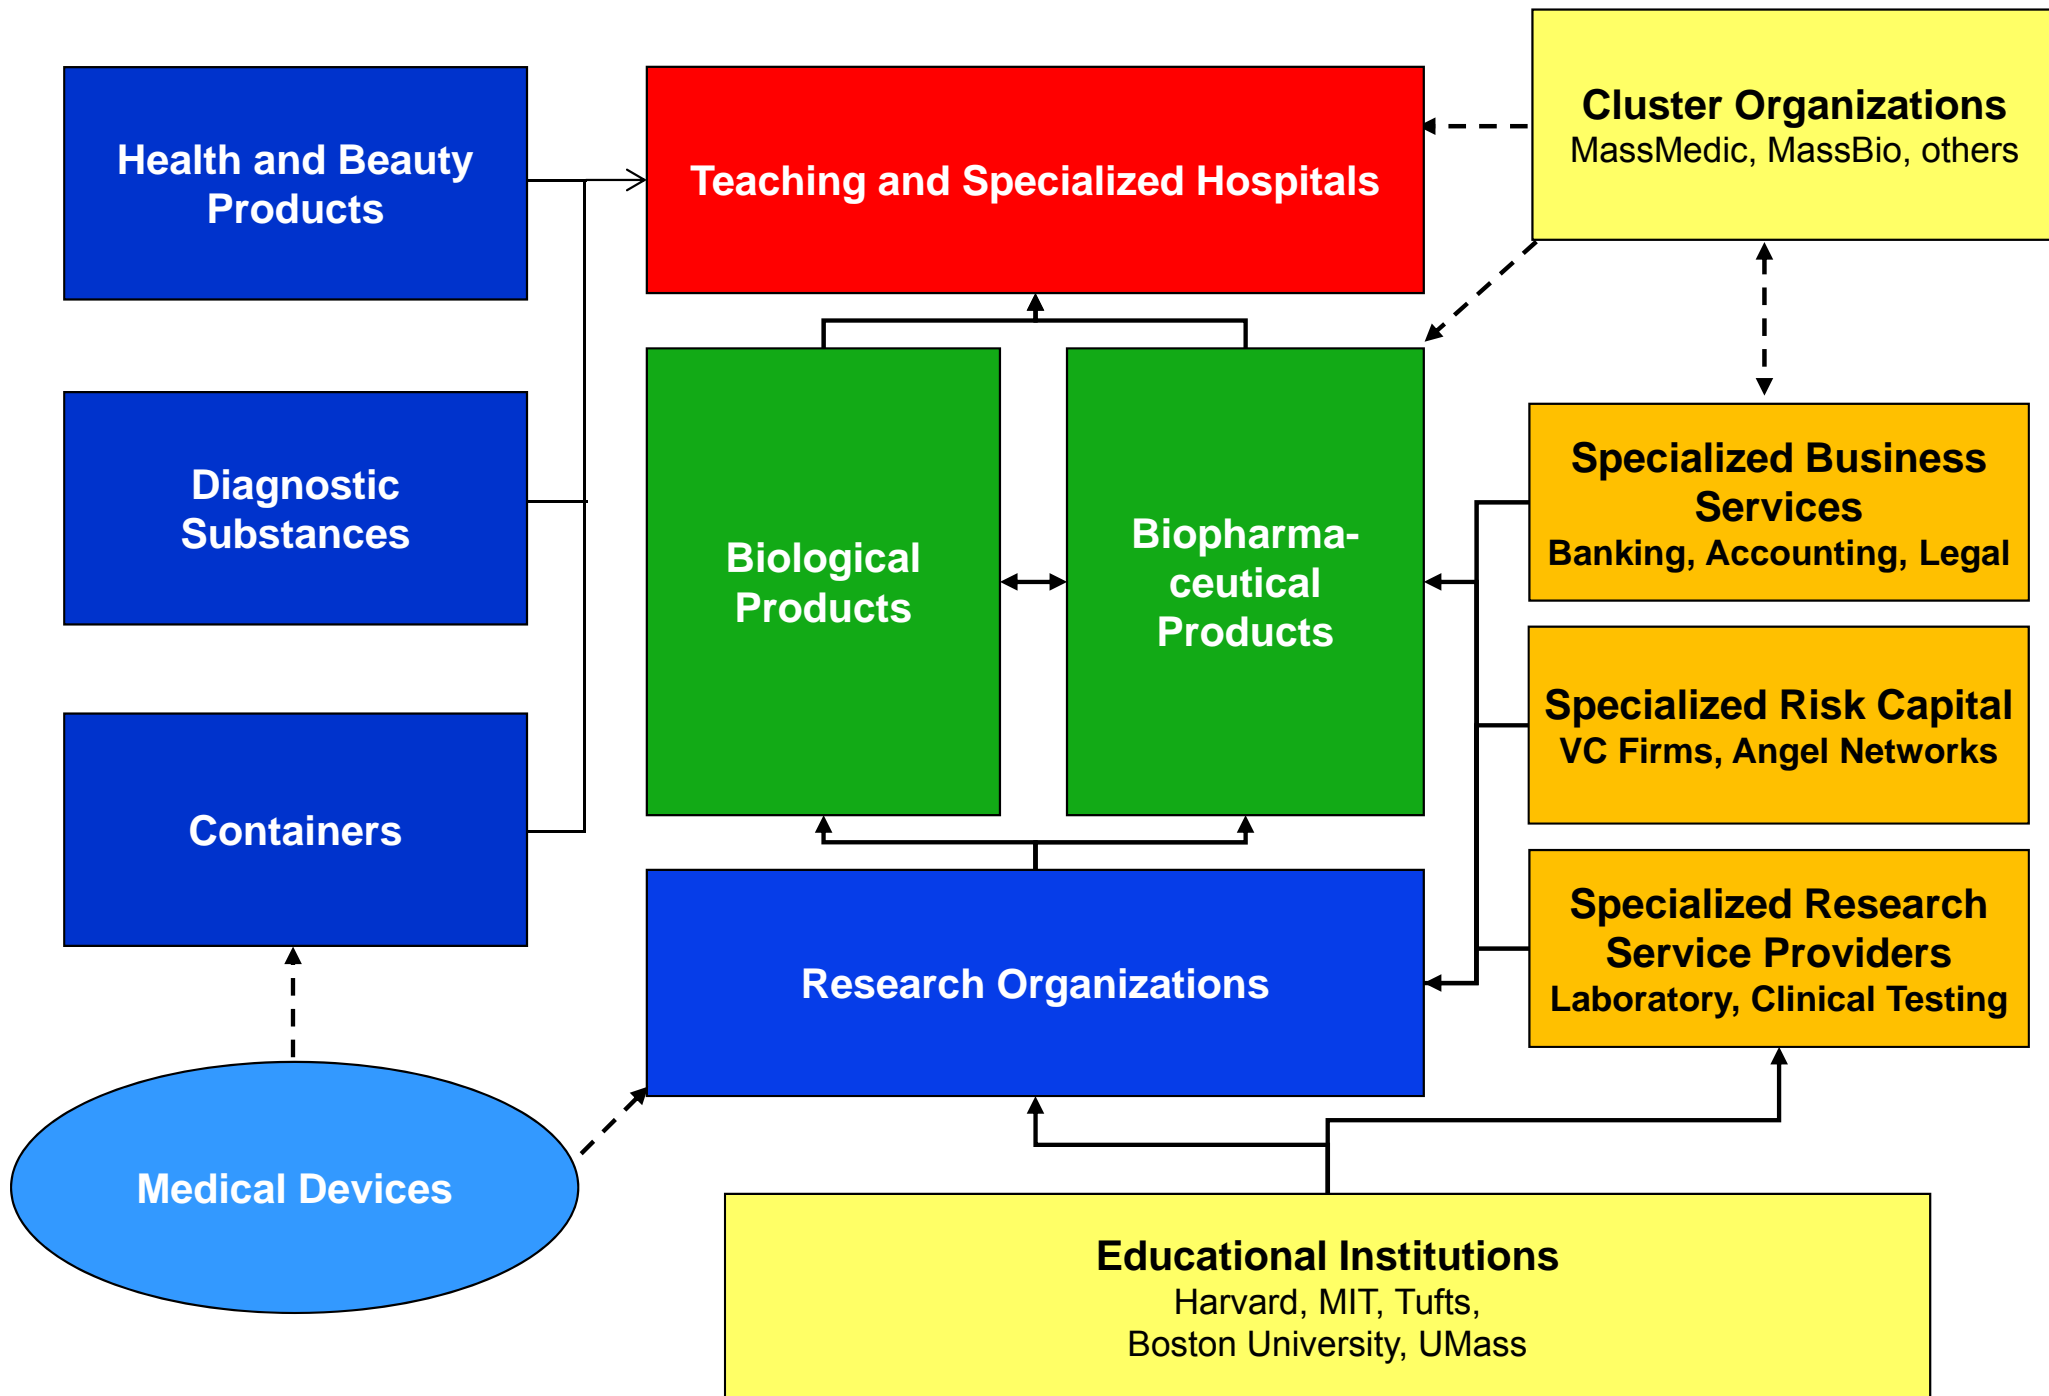 Health and Beauty
Products
Teaching and Specialized Hospitals
Cluster Organizations
MassMedic, MassBio, others
Diagnostic
Substances
Biological
Products
Biopharma-
ceutical
Products
Specialized Business
Services
Banking, Accounting, Legal
Specialized Risk Capital
VC Firms, Angel Networks
Containers
Research Organizations
Specialized Research
Service Providers
Laboratory, Clinical Testing
Medical Devices
Educational Institutions
Harvard, MIT, Tufts,
Boston University, UMass